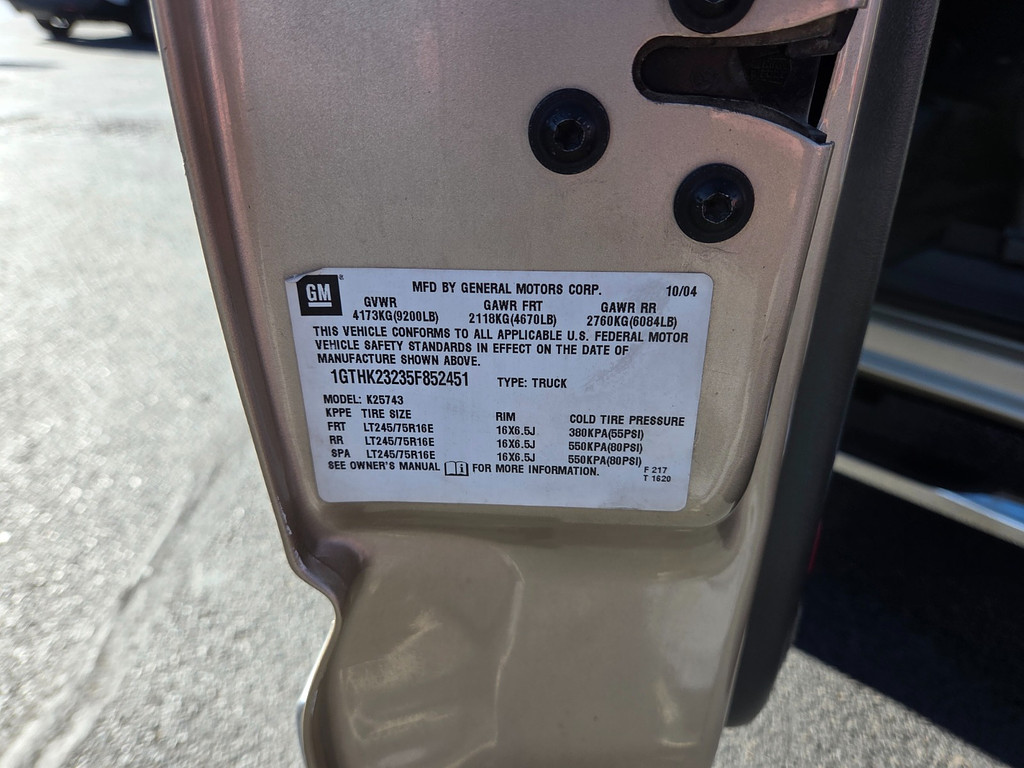 GM MFD BY GENERAL MOTORS CORP. 10/04
GVWR GAWR FRT GAWR RR
4173KG(9200LB) 2118KG(4670LB) 2760KG(6084LB)
THIS VEHICLE CONFORMS TO ALL APPLICABLE U.S. FEDERAL MOTOR
VEHICLE SAFETY STANDARDS IN EFFECT ON THE DATE OF
MANUFACTURE SHOWN ABOVE.
1GTHK23235F852451 TYPE: TRUCK
MODEL: K25743
KPPE TIRE SIZE RIM COLD TIRE PRESSURE
FRT LT245/75R16E 16X6.5J 380KPA(55PSI)
RR LT245/75R16E 16X6.5J 550KPA(80PSI)
SPA LT245/75R16E 16X6.5J 550KPA(80PSI)
SEE OWNER'S MANUAL FOR MORE INFORMATION. F 217
T 1620